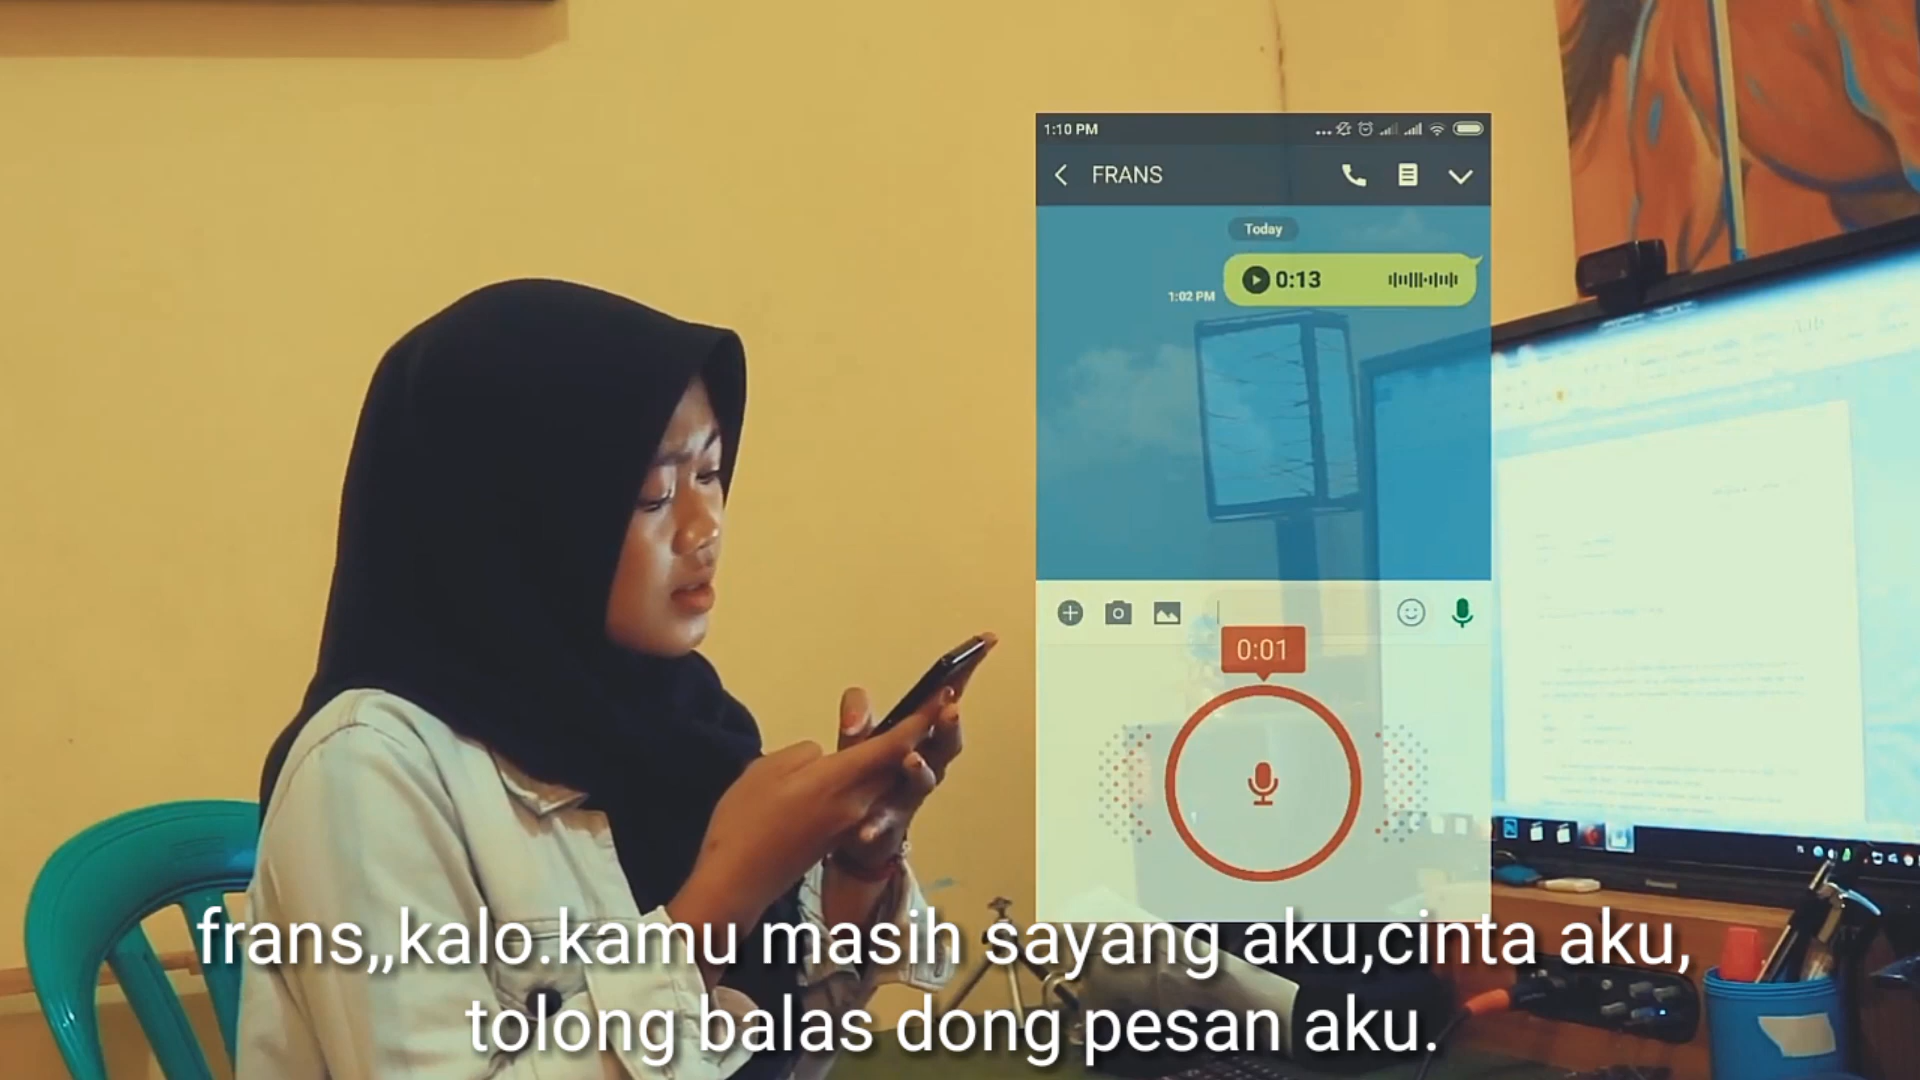 1:10 PM
FRANS
Today
0:13
1:02 PM
0:01
frans,,kalo.kamu masih sayang aku,cinta aku,
tolong balas dong pesan aku.